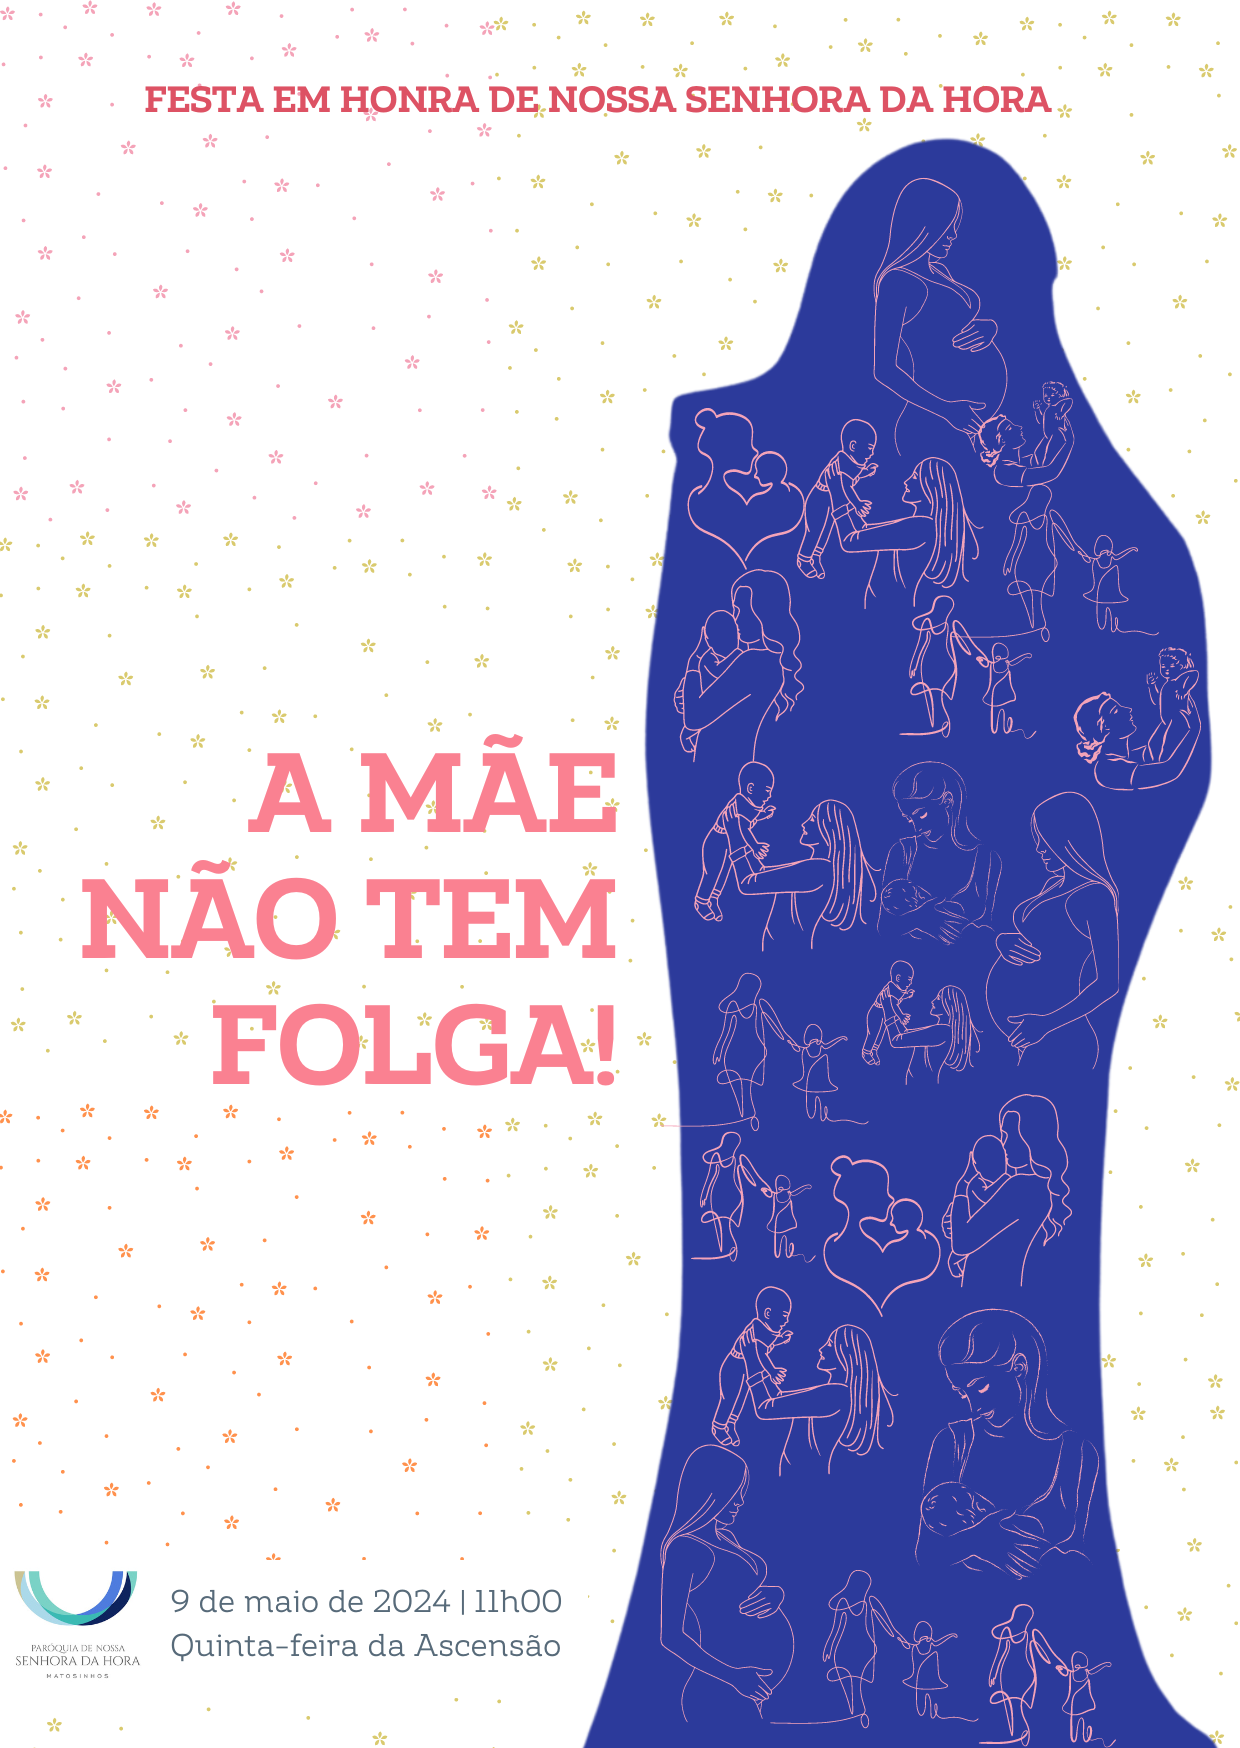 FESTA EM HONRA DE NOSSA SENHORA DA HORA
A MÃE
NÃO TEM
FOLGA!
9 de maio de 2024 | 11h00
Quinta-feira da Ascensão
PARÓQUIA DE NOSSA
SENHORA DA HORA
MATOSINHOS